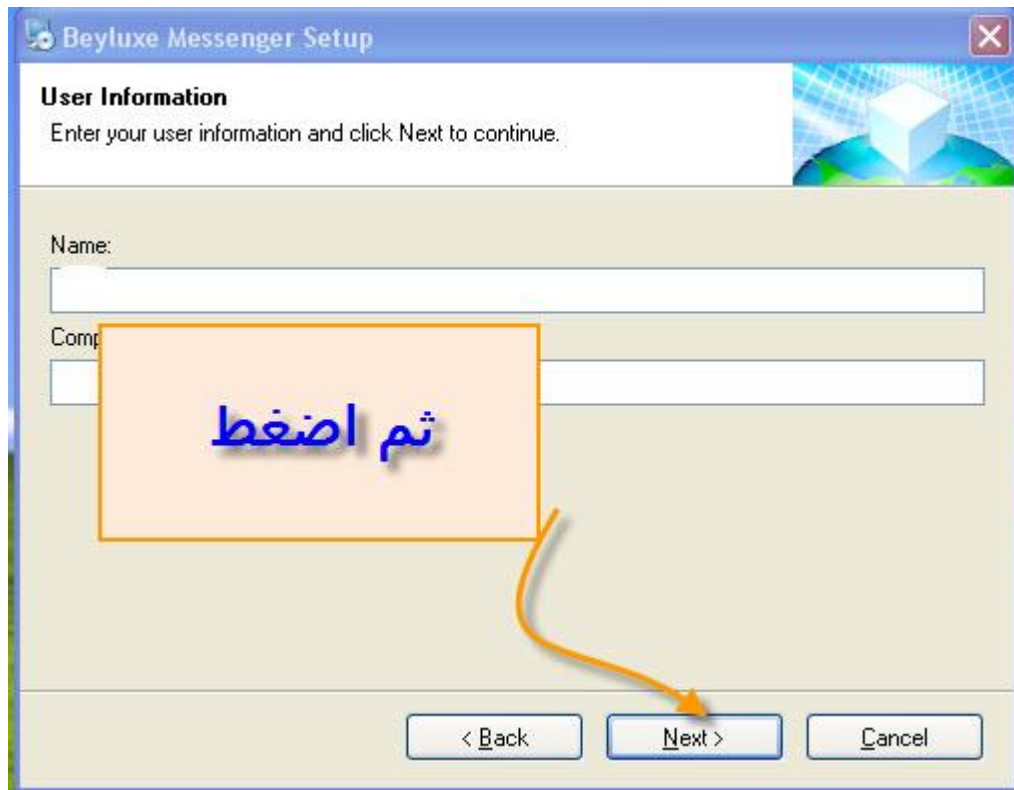 Beyluxe Messenger Setup
User Information
Enter your user information and click Next to continue.
Name:
ثم اضغط
< Back
Next >
Cancel